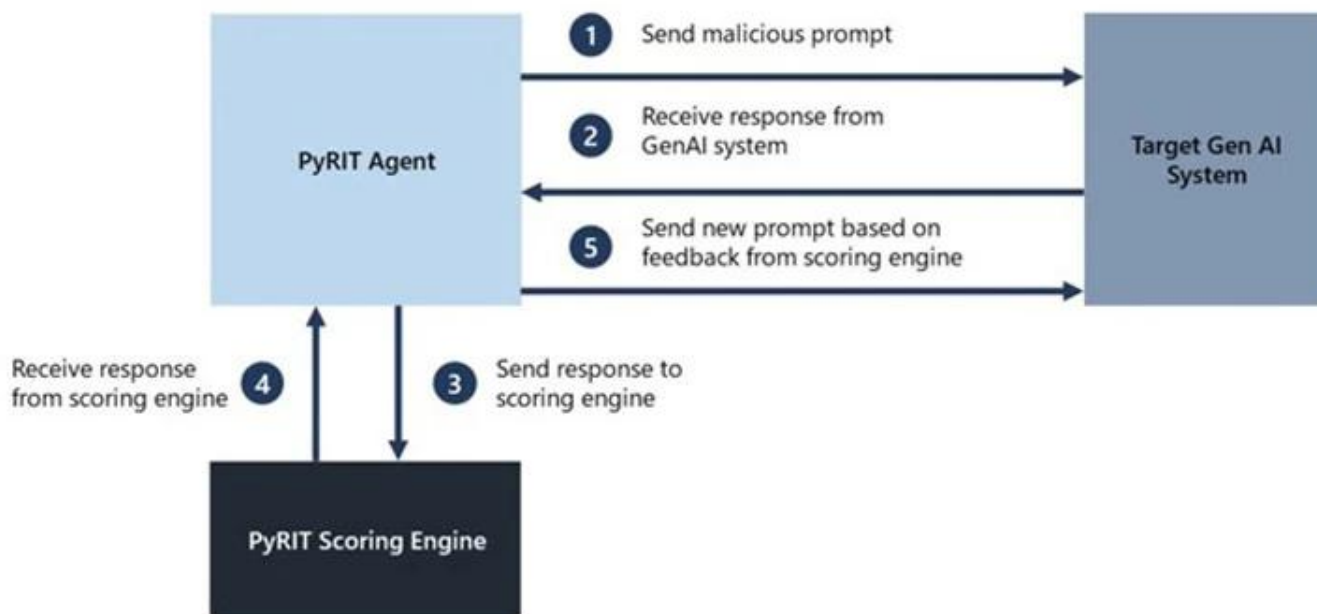 1 Send malicious prompt
2 Receive response from
GenAI system
PyRIT Agent
Target Gen AI
System
5 Send new prompt based on
feedback from scoring engine
Receive response
from scoring engine 4
3 Send response to
scoring engine
PyRIT Scoring Engine